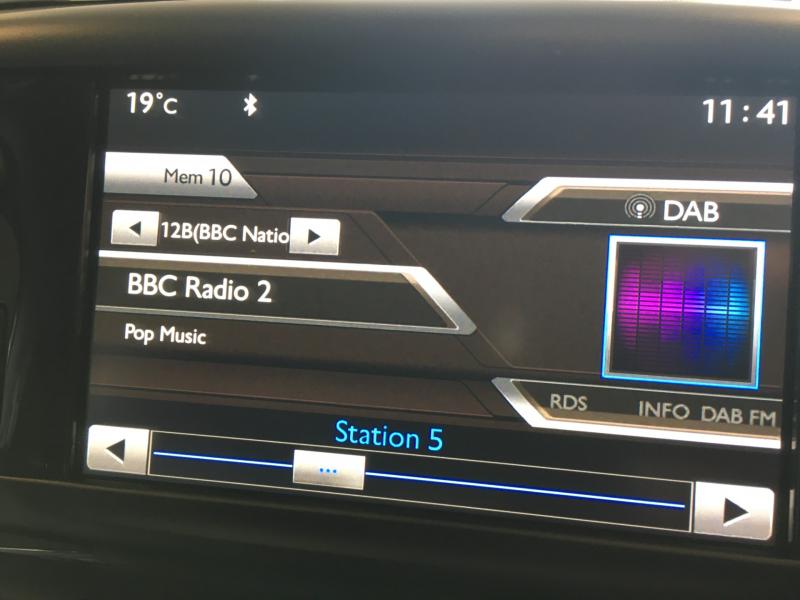 19°C
11:41
Mem 10
DAB
12B(BBC Natio
BBC Radio 2
Pop Music
RDS INFO DAB FM
Station 5